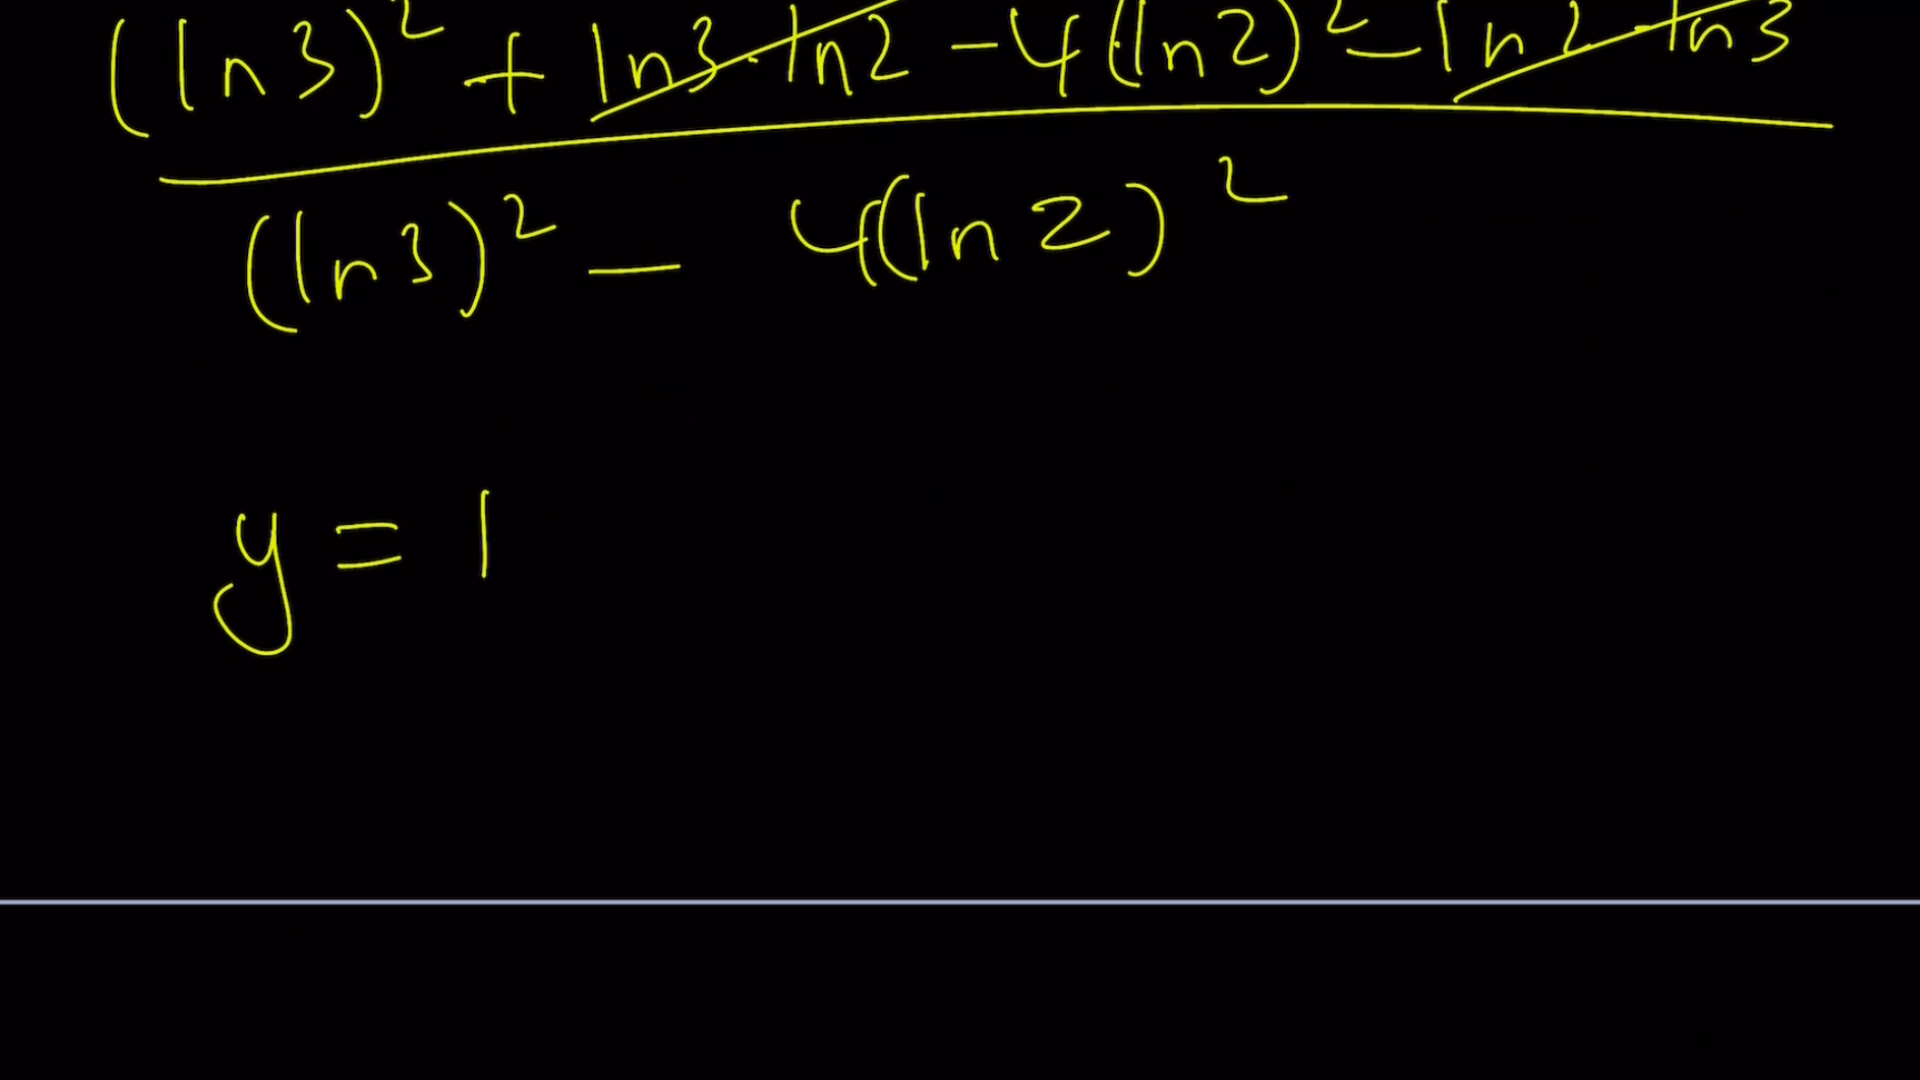 (ln3)² + ln3·ln2 - 4(ln2)² - ln2·ln3
(ln3)² - 4(ln2)²
y = 1